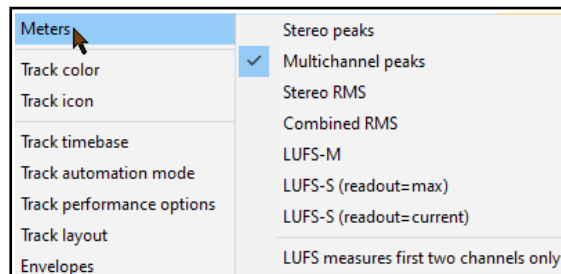 Meters
Track color
Track icon
Track timebase
Track automation mode
Track performance options
Track layout
Envelopes
Stereo peaks
Multichannel peaks
Stereo RMS
Combined RMS
LUFS-M
LUFS-S (readout=max)
LUFS-S (readout=current)
LUFS measures first two channels only